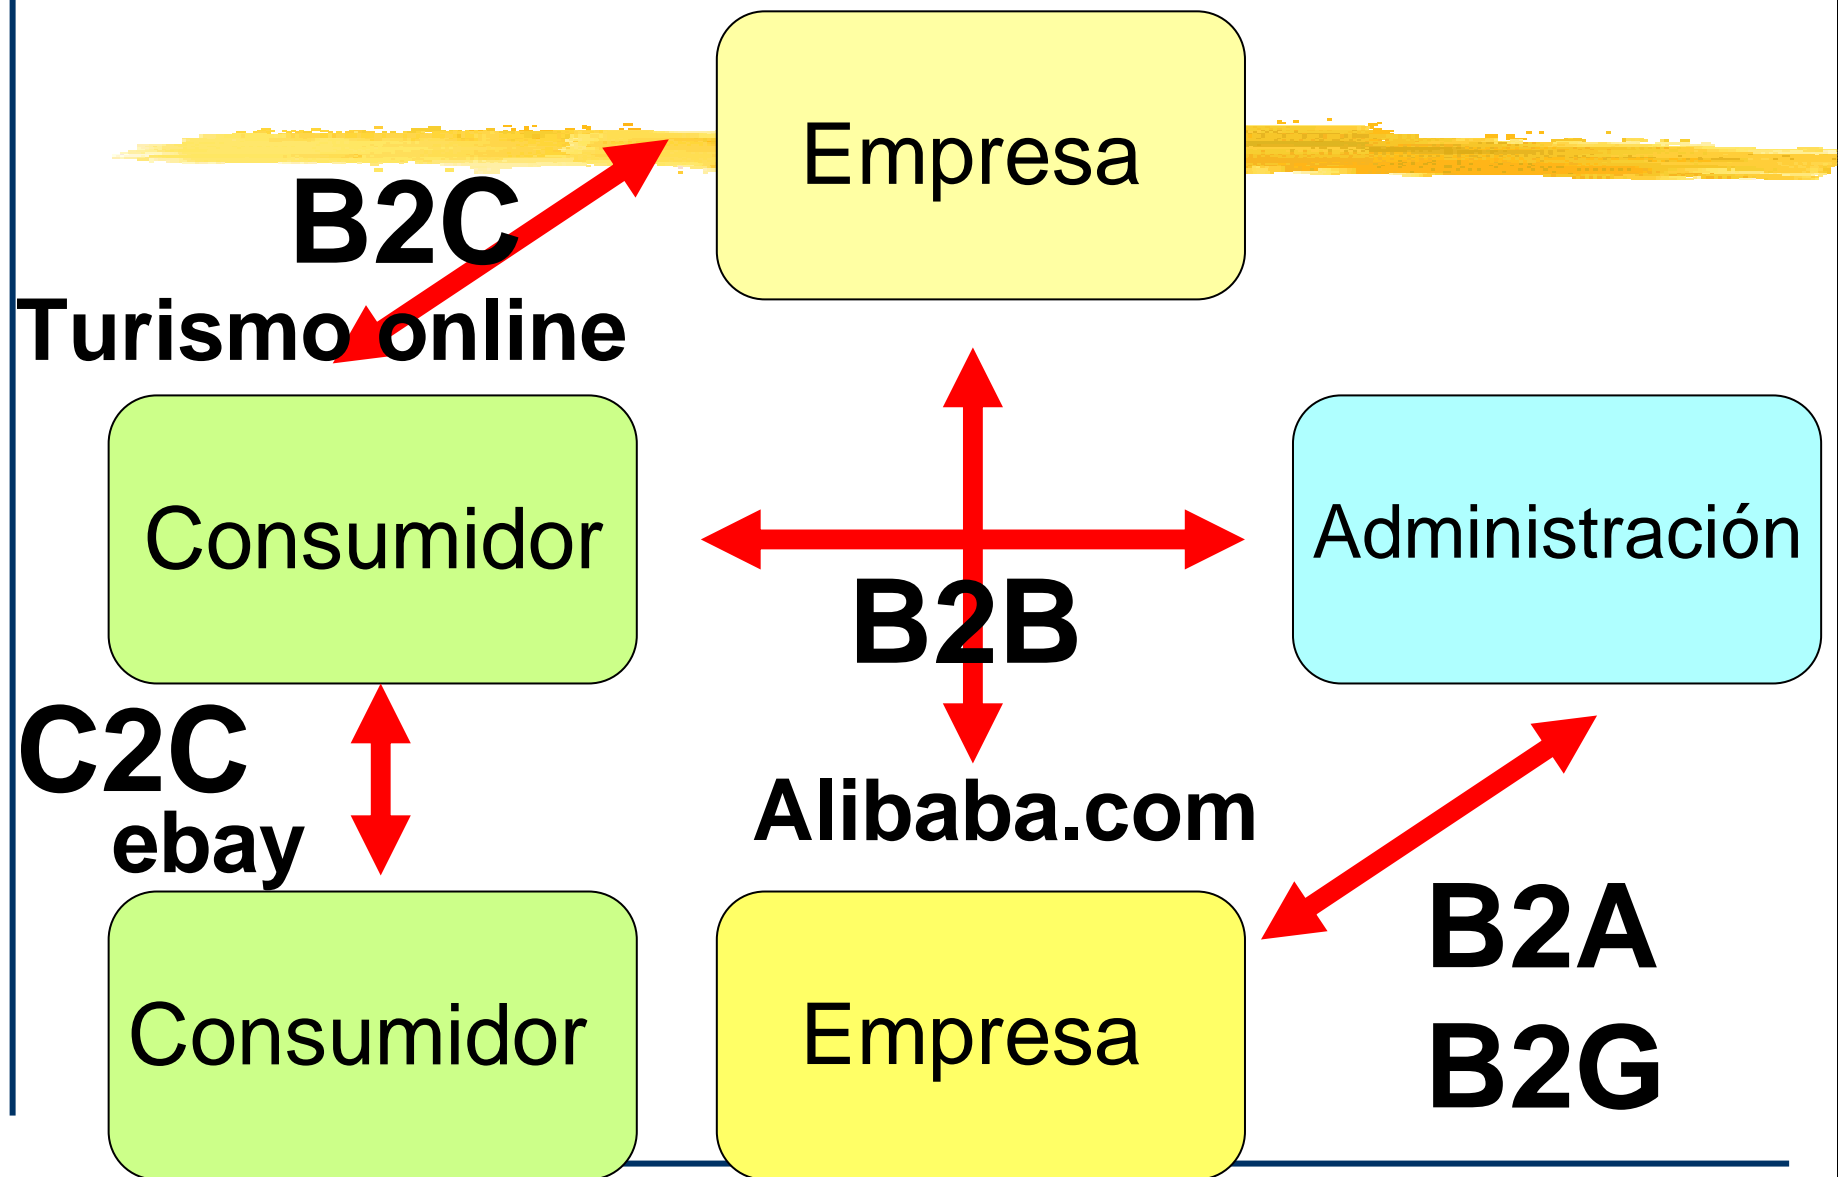 Empresa
B2C
Turismo online
Consumidor
Administración
B2B
C2C
ebay
Alibaba.com
B2A
B2G
Consumidor
Empresa